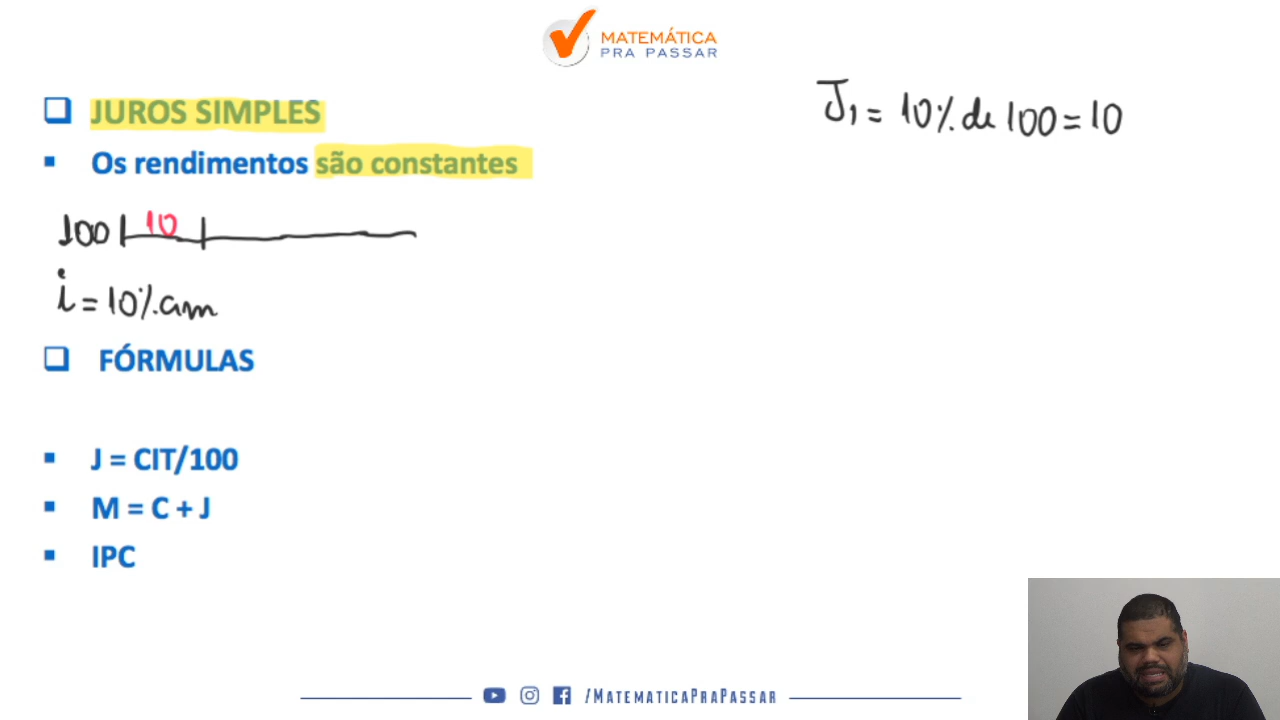 MATEMÁTICA
PRA PASSAR
JUROS SIMPLES
J1 = 10% de 100 = 10
Os rendimentos são constantes
100 10
i = 10% am
FÓRMULAS
J = CIT/100
M = C + J
IPC
/MATEMATICAPRAPASSAR